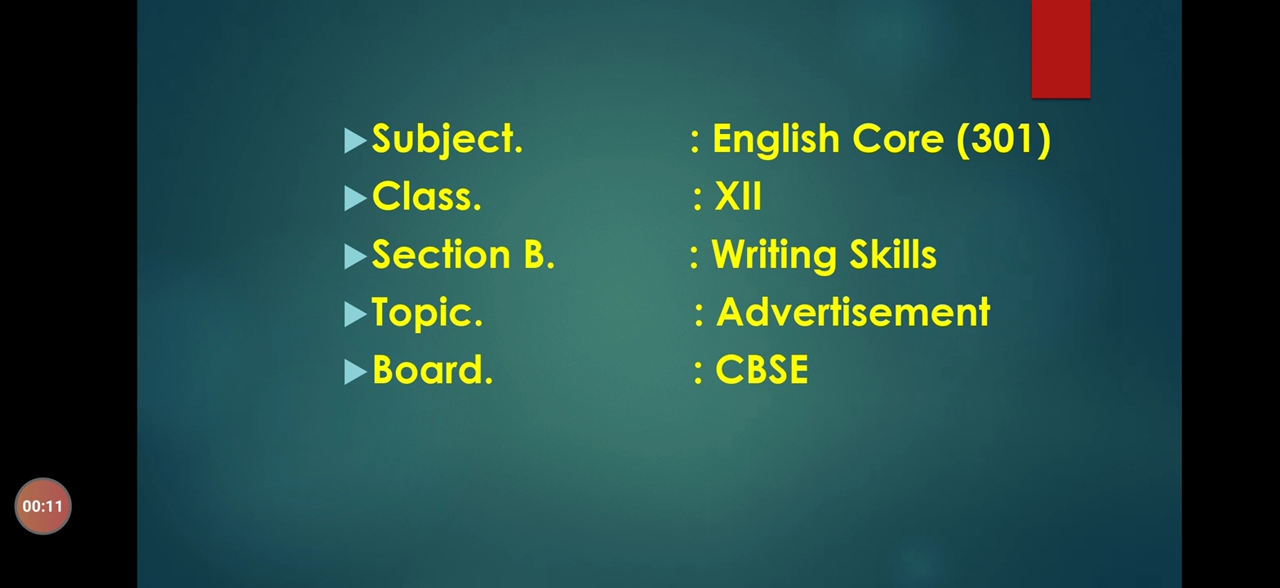 Subject. : English Core (301)
Class. : XII
Section B. : Writing Skills
Topic. : Advertisement
Board. : CBSE
00:11